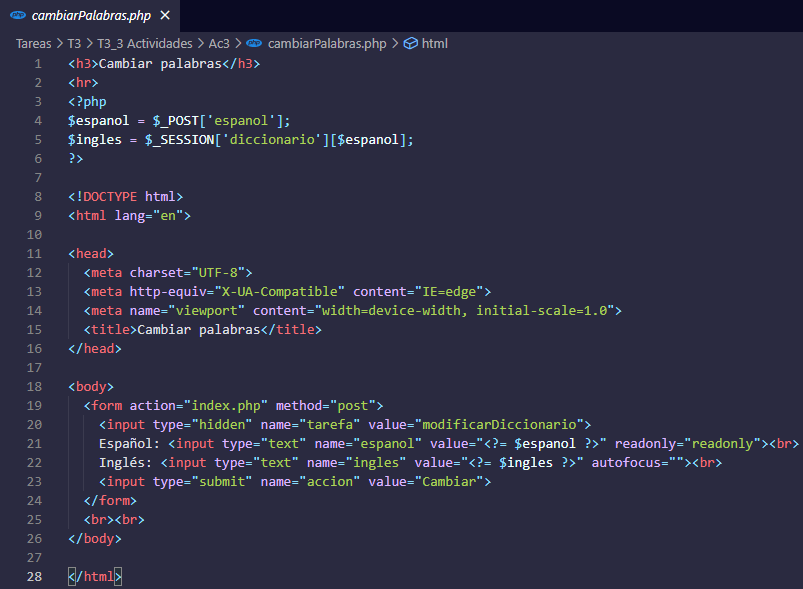 php cambiarPalabras.php ×
Tareas > T3 > T3_3 Actividades > Ac3 > php cambiarPalabras.php > html
1 <h3>Cambiar palabras</h3>
2 <hr>
3 <?php
4 $espanol = $_POST['espanol'];
5 $ingles = $_SESSION['diccionario'][$espanol];
6 ?>
7
8 <!DOCTYPE html>
9 <html lang="en">
10
11 <head>
12   <meta charset="UTF-8">
13   <meta http-equiv="X-UA-Compatible" content="IE=edge">
14   <meta name="viewport" content="width=device-width, initial-scale=1.0">
15   <title>Cambiar palabras</title>
16 </head>
17
18 <body>
19   <form action="index.php" method="post">
20     <input type="hidden" name="tarefa" value="modificarDiccionario">
21     Español: <input type="text" name="espanol" value="<?= $espanol ?>" readonly="readonly"><br>
22     Inglés: <input type="text" name="ingles" value="<?= $ingles ?>" autofocus=""><br>
23     <input type="submit" name="accion" value="Cambiar">
24   </form>
25   <br><br>
26 </body>
27
28 </html>